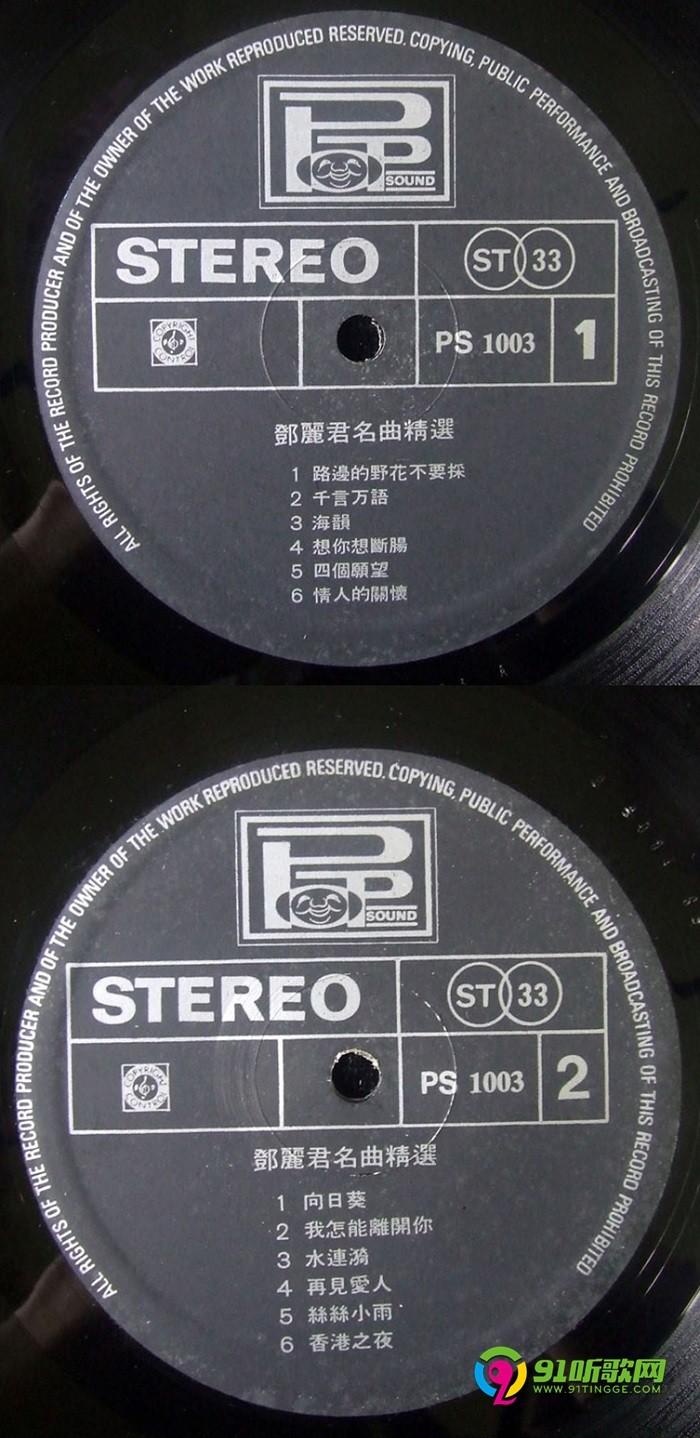 ALL RIGHTS OF THE RECORD PRODUCER AND OF THE OWNER OF THE WORK REPRODUCED RESERVED. COPYING, PUBLIC PERFORMANCE AND BROADCASTING OF THIS RECORD PROHIBITED
POP
SOUND
STEREO
ST 33
COPYRIGHT CONTROL
PS 1003
1
鄧麗君名曲精選
1 路邊的野花不要採
2 千言万語
3 海韻
4 想你想斷腸
5 四個願望
6 情人的關懷
ALL RIGHTS OF THE RECORD PRODUCER AND OF THE OWNER OF THE WORK REPRODUCED RESERVED. COPYING, PUBLIC PERFORMANCE AND BROADCASTING OF THIS RECORD PROHIBITED
POP
SOUND
STEREO
ST 33
COPYRIGHT CONTROL
PS 1003
2
鄧麗君名曲精選
1 向日葵
2 我怎能離開你
3 水連漪
4 再見愛人
5 絲絲小雨
6 香港之夜
91听歌网
WWW.91TINGGE.COM